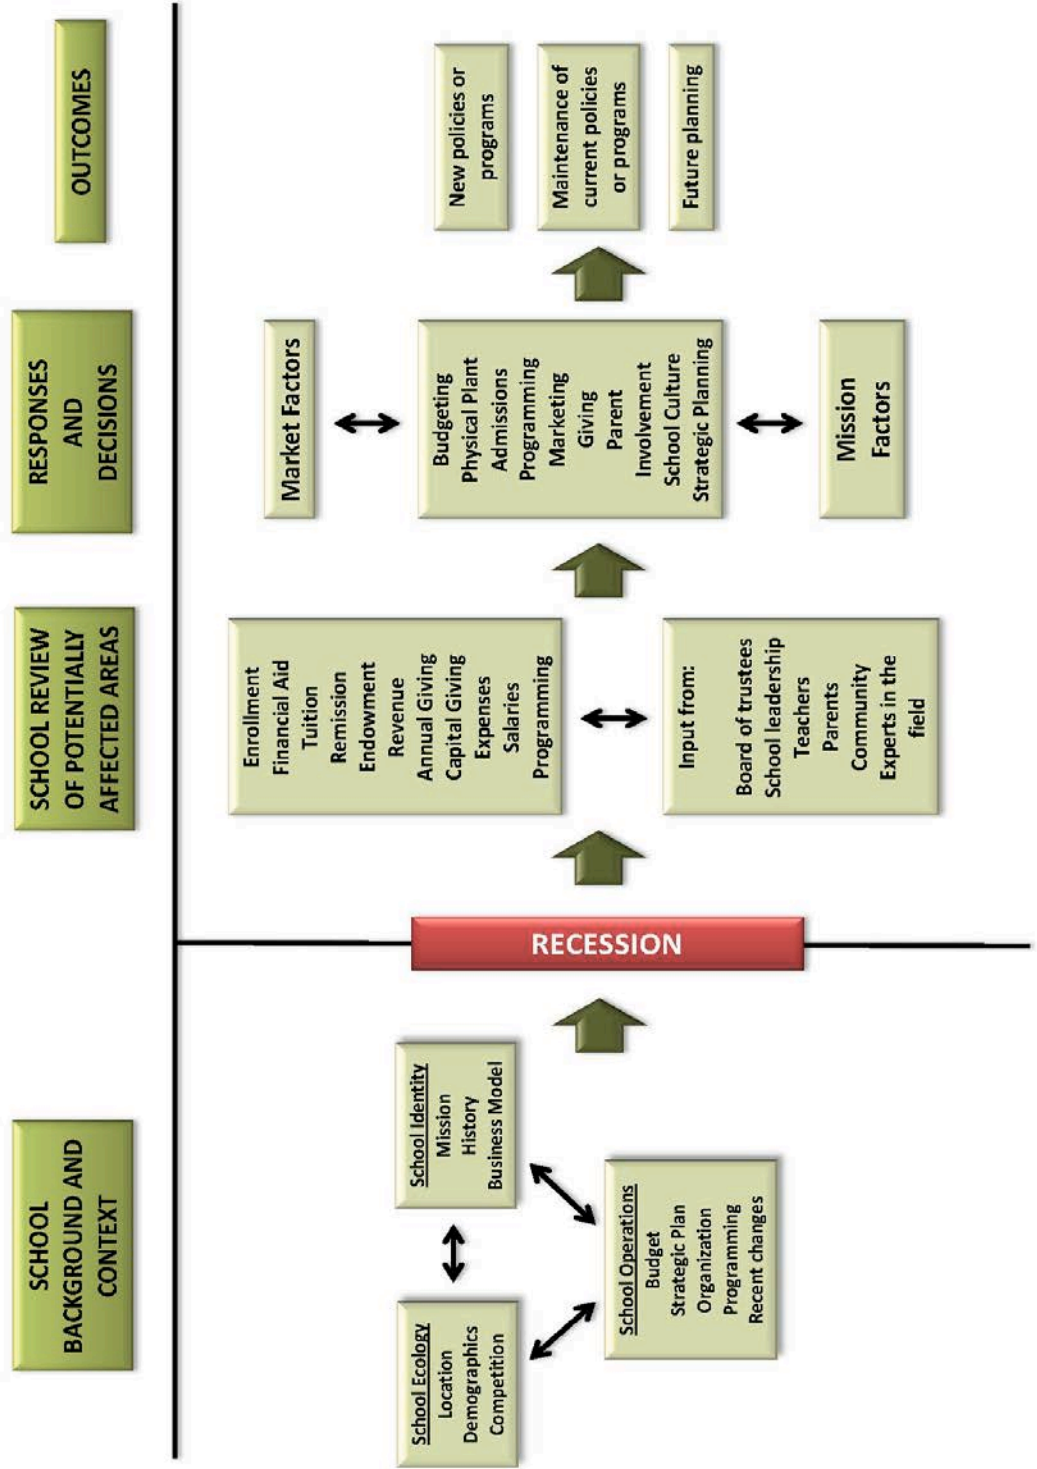 SCHOOL
BACKGROUND AND
CONTEXT
SCHOOL REVIEW
OF POTENTIALLY
AFFECTED AREAS
RESPONSES
AND
DECISIONS
OUTCOMES
School Ecology
Location
Demographics
Competition
School Identity
Mission
History
Business Model
School Operations
Budget
Strategic Plan
Organization
Programming
Recent changes
RECESSION
Enrollment
Financial Aid
Tuition
Remission
Endowment
Revenue
Annual Giving
Capital Giving
Expenses
Salaries
Programming
Input from:
Board of trustees
School leadership
Teachers
Parents
Community
Experts in the
field
Market Factors
Budgeting
Physical Plant
Admissions
Programming
Marketing
Giving
Parent
Involvement
School Culture
Strategic Planning
Mission
Factors
New policies or
programs
Maintenance of
current policies
or programs
Future planning